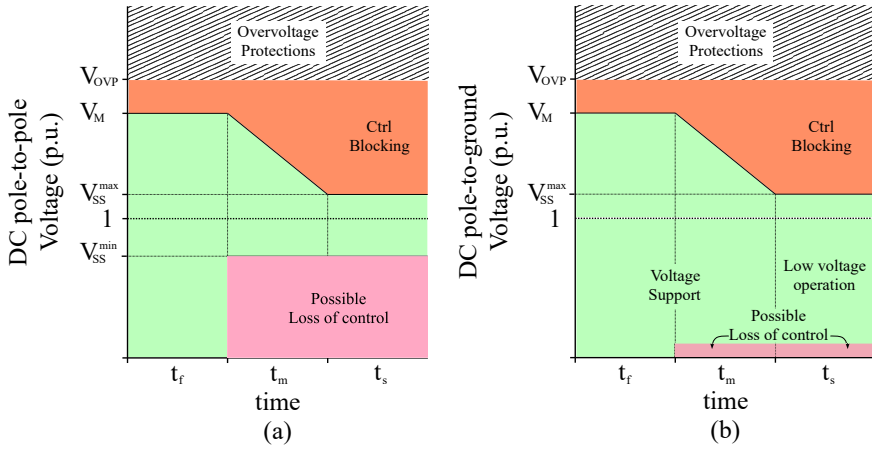 Overvoltage
Protections
V_OVP
V_M
V_SS^max
1
V_SS^min
DC pole-to-pole
Voltage (p.u.)
Ctrl
Blocking
Possible
Loss of control
t_f
t_m
t_s
time
(a)
Overvoltage
Protections
V_OVP
V_M
V_SS^max
1
DC pole-to-ground
Voltage (p.u.)
Ctrl
Blocking
Voltage
Support
Low voltage
operation
Possible
Loss of control
t_f
t_m
t_s
time
(b)